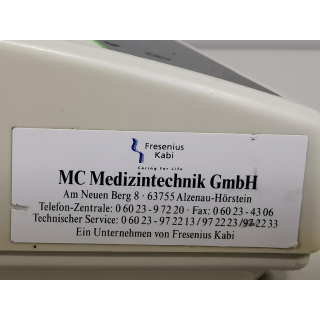 Fresenius
Kabi
Caring for Life
MC Medizintechnik GmbH
Am Neuen Berg 8 · 63755 Alzenau-Hörstein
Telefon-Zentrale: 0 60 23 - 9 72 20 · Fax: 0 60 23 - 43 06
Technischer Service: 0 60 23 - 97 22 13 / 97 22 23 / 97 22 33
Ein Unternehmen von Fresenius Kabi